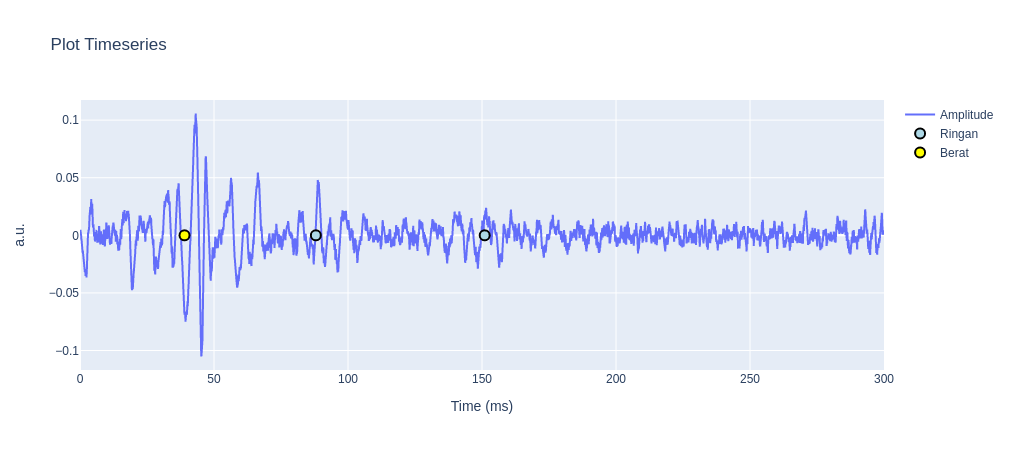 Plot Timeseries
0.1
0.05
0
−0.05
−0.1
a.u.
0
50
100
150
200
250
300
Time (ms)
Amplitude
Ringan
Berat